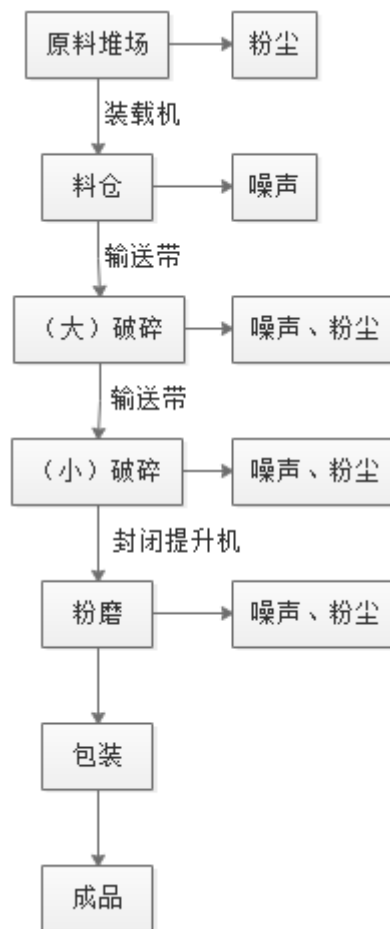 原料堆场
粉尘
装载机
料仓
噪声
输送带
（大）破碎
噪声、粉尘
输送带
（小）破碎
噪声、粉尘
封闭提升机
粉磨
噪声、粉尘
包装
成品